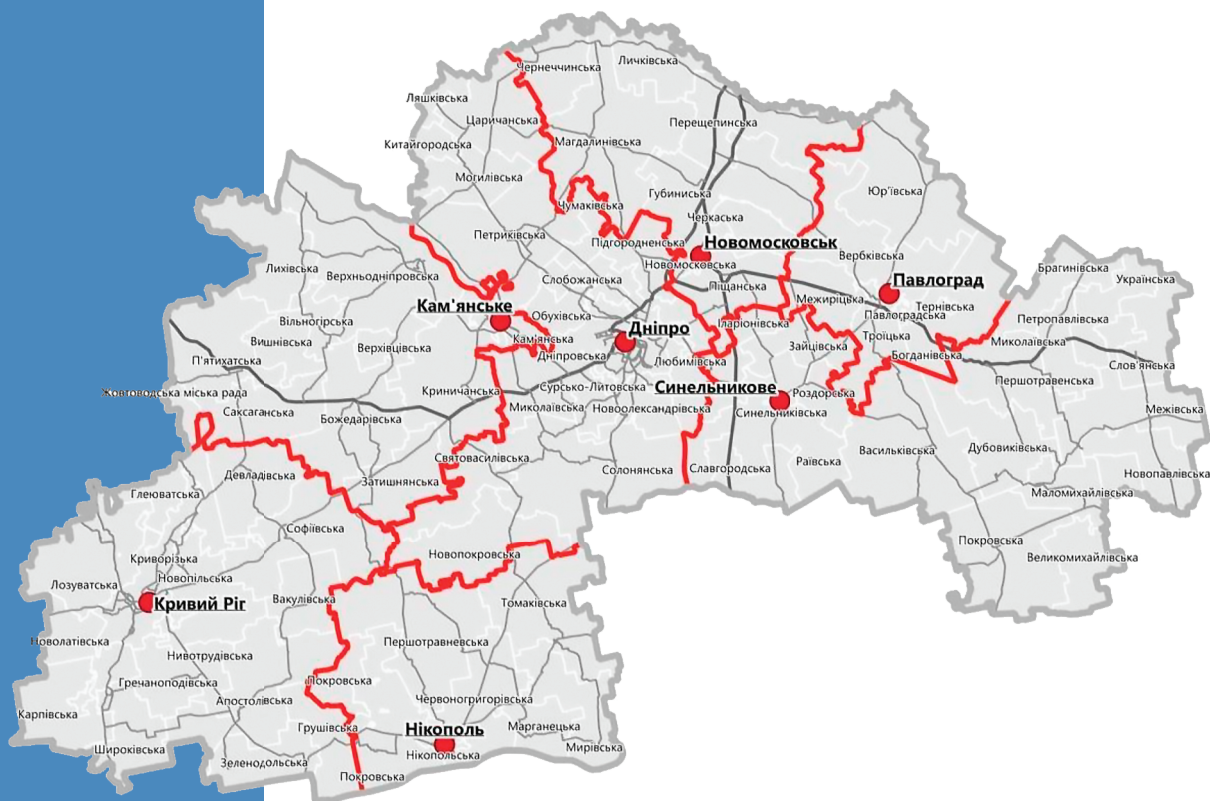 Личківська
Чернеччинська
Ляшківська
Царичанська
Перещепинська
Китайгородська
Магдалинівська
Могилівська
Губиниська
Юр'ївська
Чумаківська
Черкаська
Петриківська
Підгородненська
Новомосковськ
Вербківська
Новомосковська
Лихівська
Верхньодніпровська
Слобожанська
Піщанська
Павлоград
Брагинівська
Українська
Межиріцька
Тернівська
Кам'янське
Обухівська
Павлоградська
Петропавлівська
Вільногірська
Дніпро
Іларіонівська
Троїцька
Вишнівська
Верхівцівська
Кам'янська
Зайцівська
Миколаївська
Дніпровська
Любимівська
Богданівська
П'ятихатська
Слов'янська
Жовтоводська міська рада
Криничанська
Сурсько-Литовська
Синельникове
Роздорська
Першотравенська
Саксаганська
Божедарівська
Миколаївська
Новоолександрівська
Синельниківська
Межівська
Святовасилівська
Васильківська
Дубовиківська
Девладівська
Солонянська
Славгородська
Раївська
Новопавлівська
Затишнянська
Глеюватська
Маломихайлівська
Софіївська
Покровська
Криворізька
Новопокровська
Великомихайлівська
Новопільська
Лозуватська
Кривий Ріг
Вакулівська
Томаківська
Новолатівська
Першотравневська
Нивотрудівська
Гречаноподівська
Покровська
Апостолівська
Червоногригорівська
Карпівська
Грушівська
Нікополь
Марганецька
Широківська
Мирівська
Нікопольська
Зеленодольська
Покровська